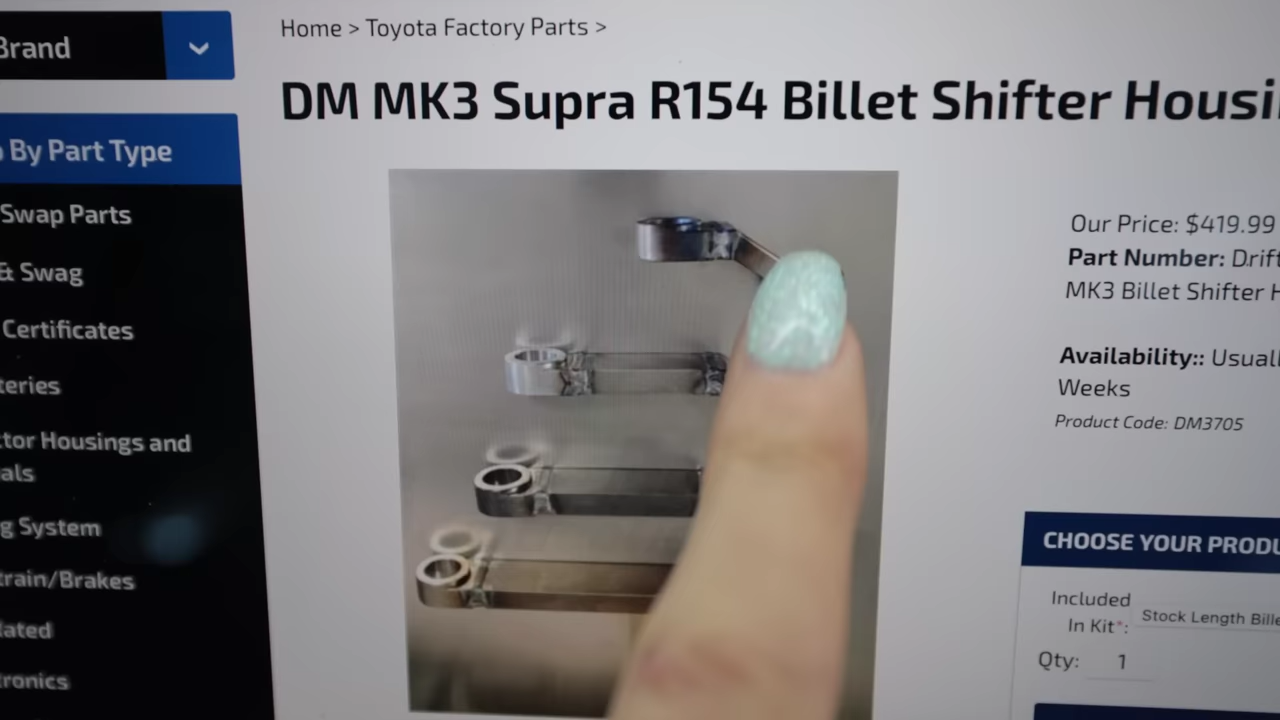 Brand
Home > Toyota Factory Parts >
DM MK3 Supra R154 Billet Shifter Housi
By Part Type
Swap Parts
& Swag
Certificates
teries
ctor Housings and
als
g System
train/Brakes
lated
tronics
Our Price: $419.99
Part Number: Drift
MK3 Billet Shifter H
Availability:: Usuall
Weeks
Product Code: DM3705
CHOOSE YOUR PRODU
Included
In Kit*: Stock Length Bille
Qty: 1